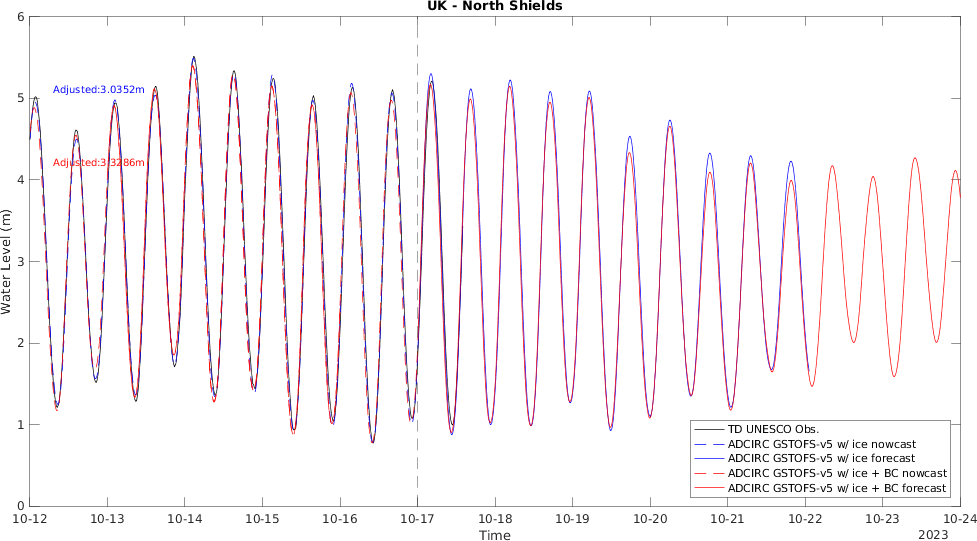 UK - North Shields
6
5
4
3
2
1
0
Water Level (m)
Adjusted:3.0352m
Adjusted:3.3286m
TD UNESCO Obs.
ADCIRC GSTOFS-v5 w/ ice nowcast
ADCIRC GSTOFS-v5 w/ ice forecast
ADCIRC GSTOFS-v5 w/ ice + BC nowcast
ADCIRC GSTOFS-v5 w/ ice + BC forecast
10-12 10-13 10-14 10-15 10-16 10-17 10-18 10-19 10-20 10-21 10-22 10-23 10-24
Time
2023